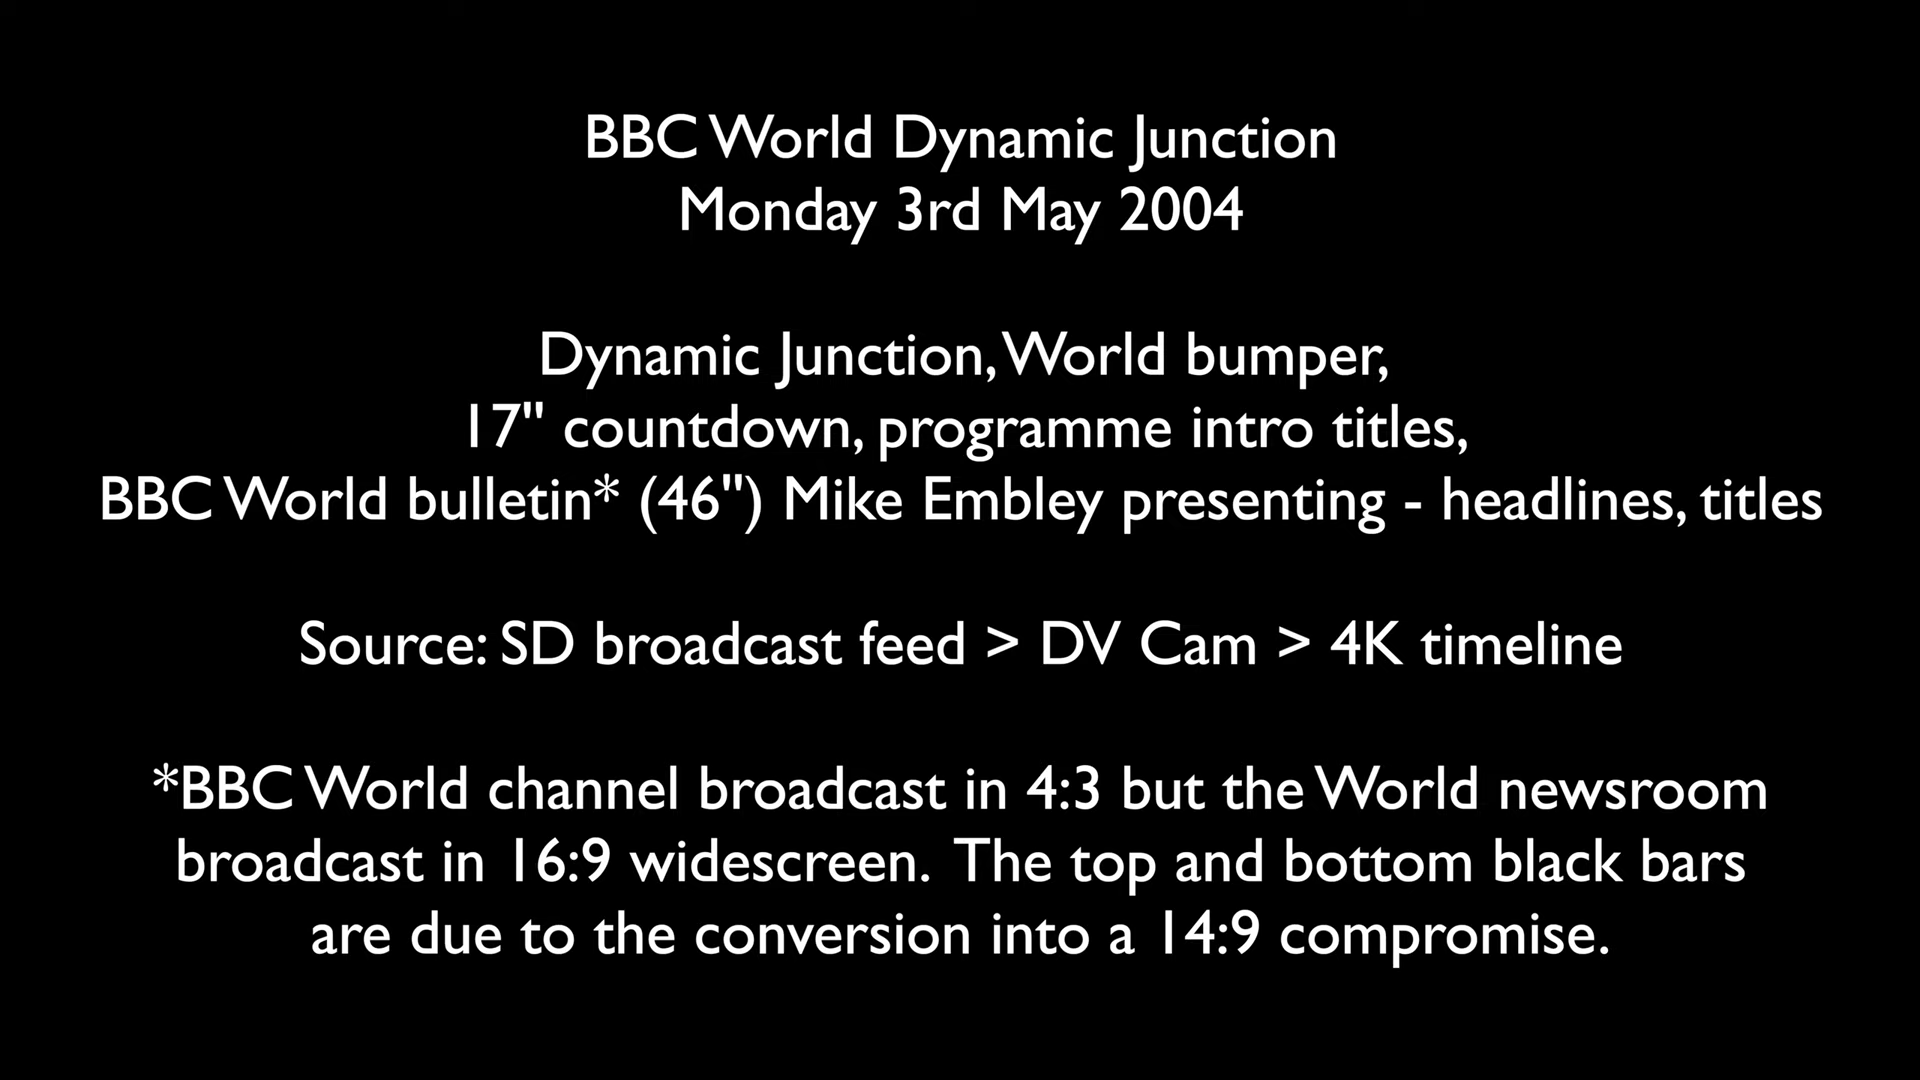 BBC World Dynamic Junction
Monday 3rd May 2004
Dynamic Junction, World bumper,
17" countdown, programme intro titles,
BBC World bulletin* (46") Mike Embley presenting - headlines, titles
Source: SD broadcast feed > DV Cam > 4K timeline
*BBC World channel broadcast in 4:3 but the World newsroom
broadcast in 16:9 widescreen. The top and bottom black bars
are due to the conversion into a 14:9 compromise.